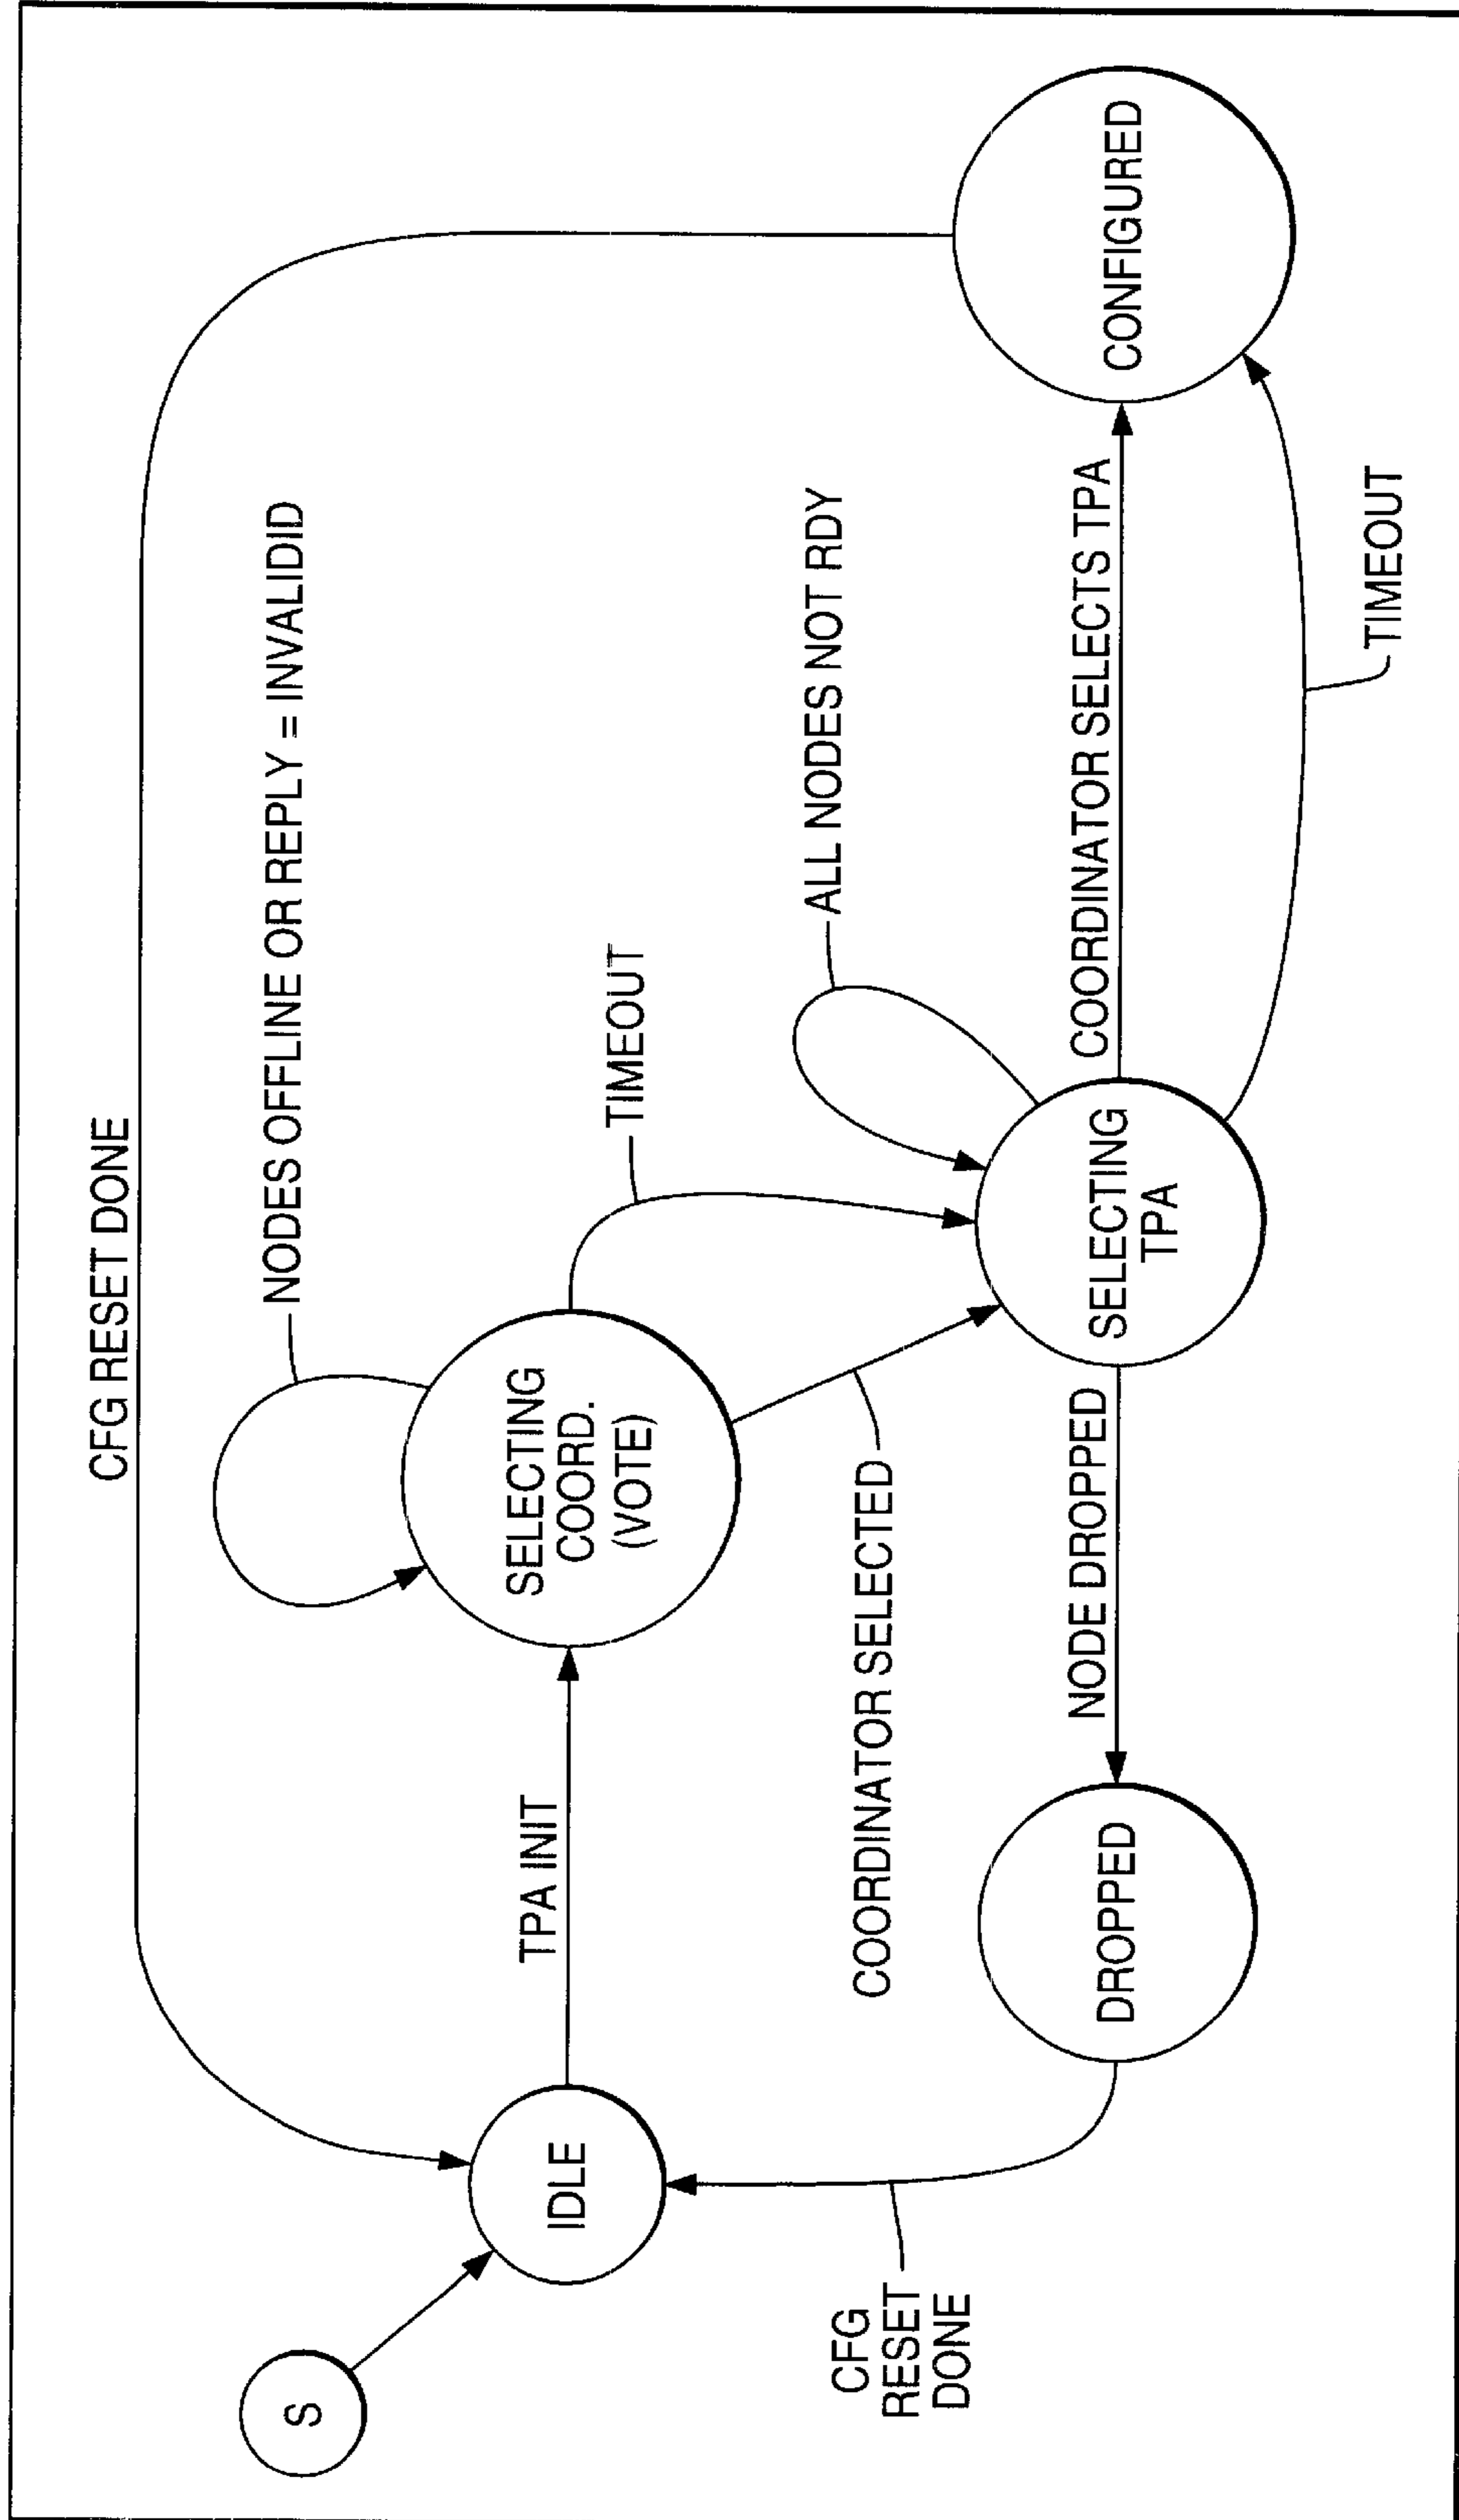 CFG RESET DONE
NODES OFFLINE OR REPLY = INVALIDID
S
IDLE
TPA INIT
SELECTING
COORD.
(VOTE)
TIMEOUT
ALL NODES NOT RDY
COORDINATOR SELECTED
CFG
RESET
DONE
DROPPED
NODE DROPPED
SELECTING
TPA
COORDINATOR SELECTS TPA
CONFIGURED
TIMEOUT